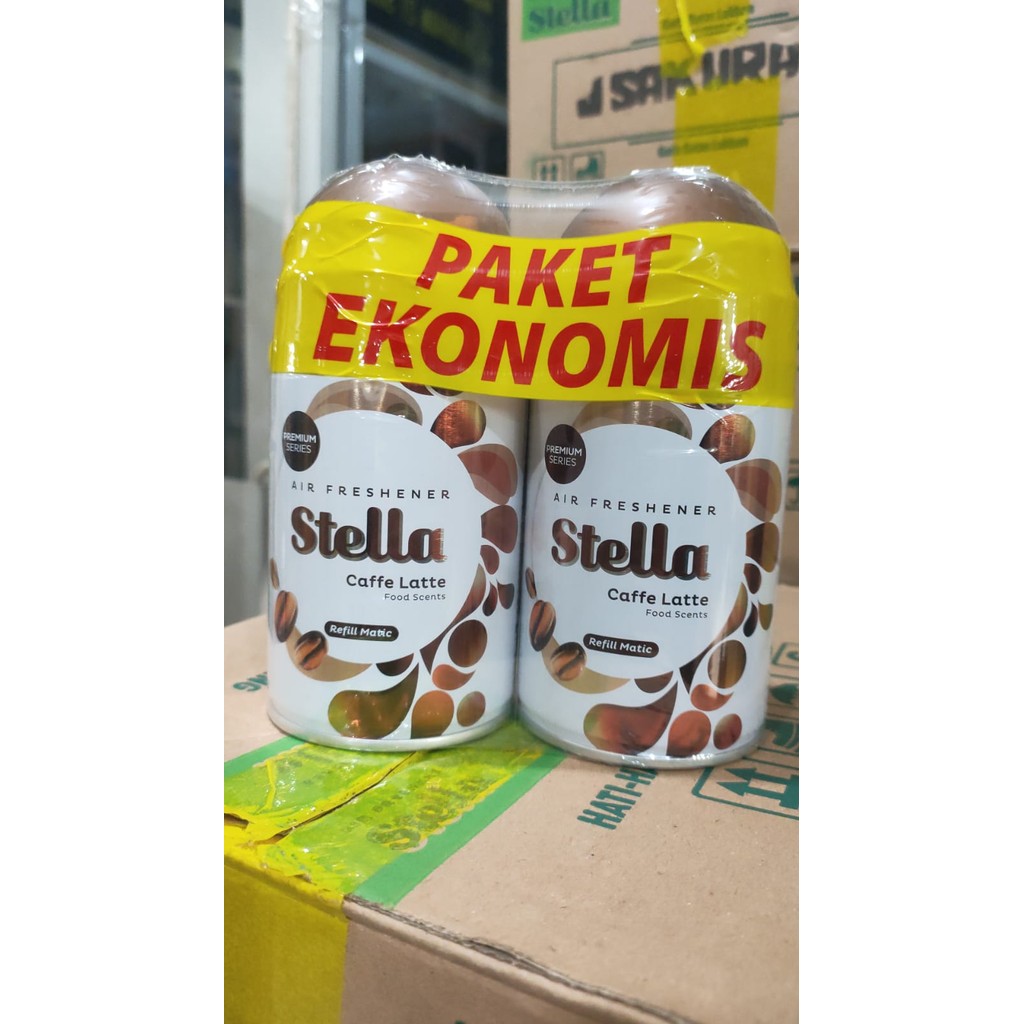 Stella
SAKURA
PAKET
EKONOMIS
PREMIUM
SERIES
AIR FRESHENER
Stella
Caffe Latte
Food Scents
Refill Matic
PREMIUM
SERIES
AIR FRESHENER
Stella
Caffe Latte
Food Scents
Refill Matic
HATI-H